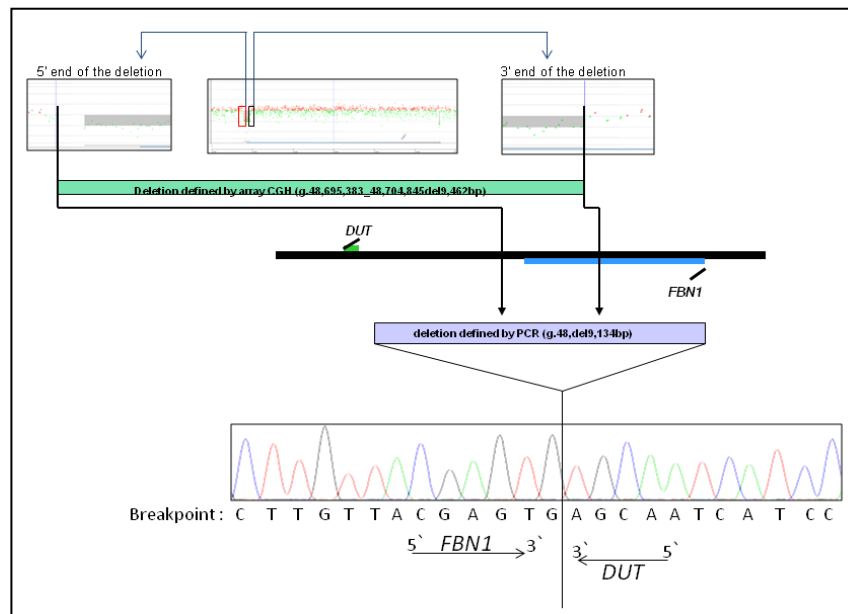 5' end of the deletion
3' end of the deletion
Deletion defined by array CGH (g.48,695,383_48,704,845del9,462bp)
DUT
FBN1
deletion defined by PCR (g.48,del9,134bp)
Breakpoint : C T T G T T A C G A G T G A G C A A T C A T C C
5` FBN1 3` 3` DUT 5`